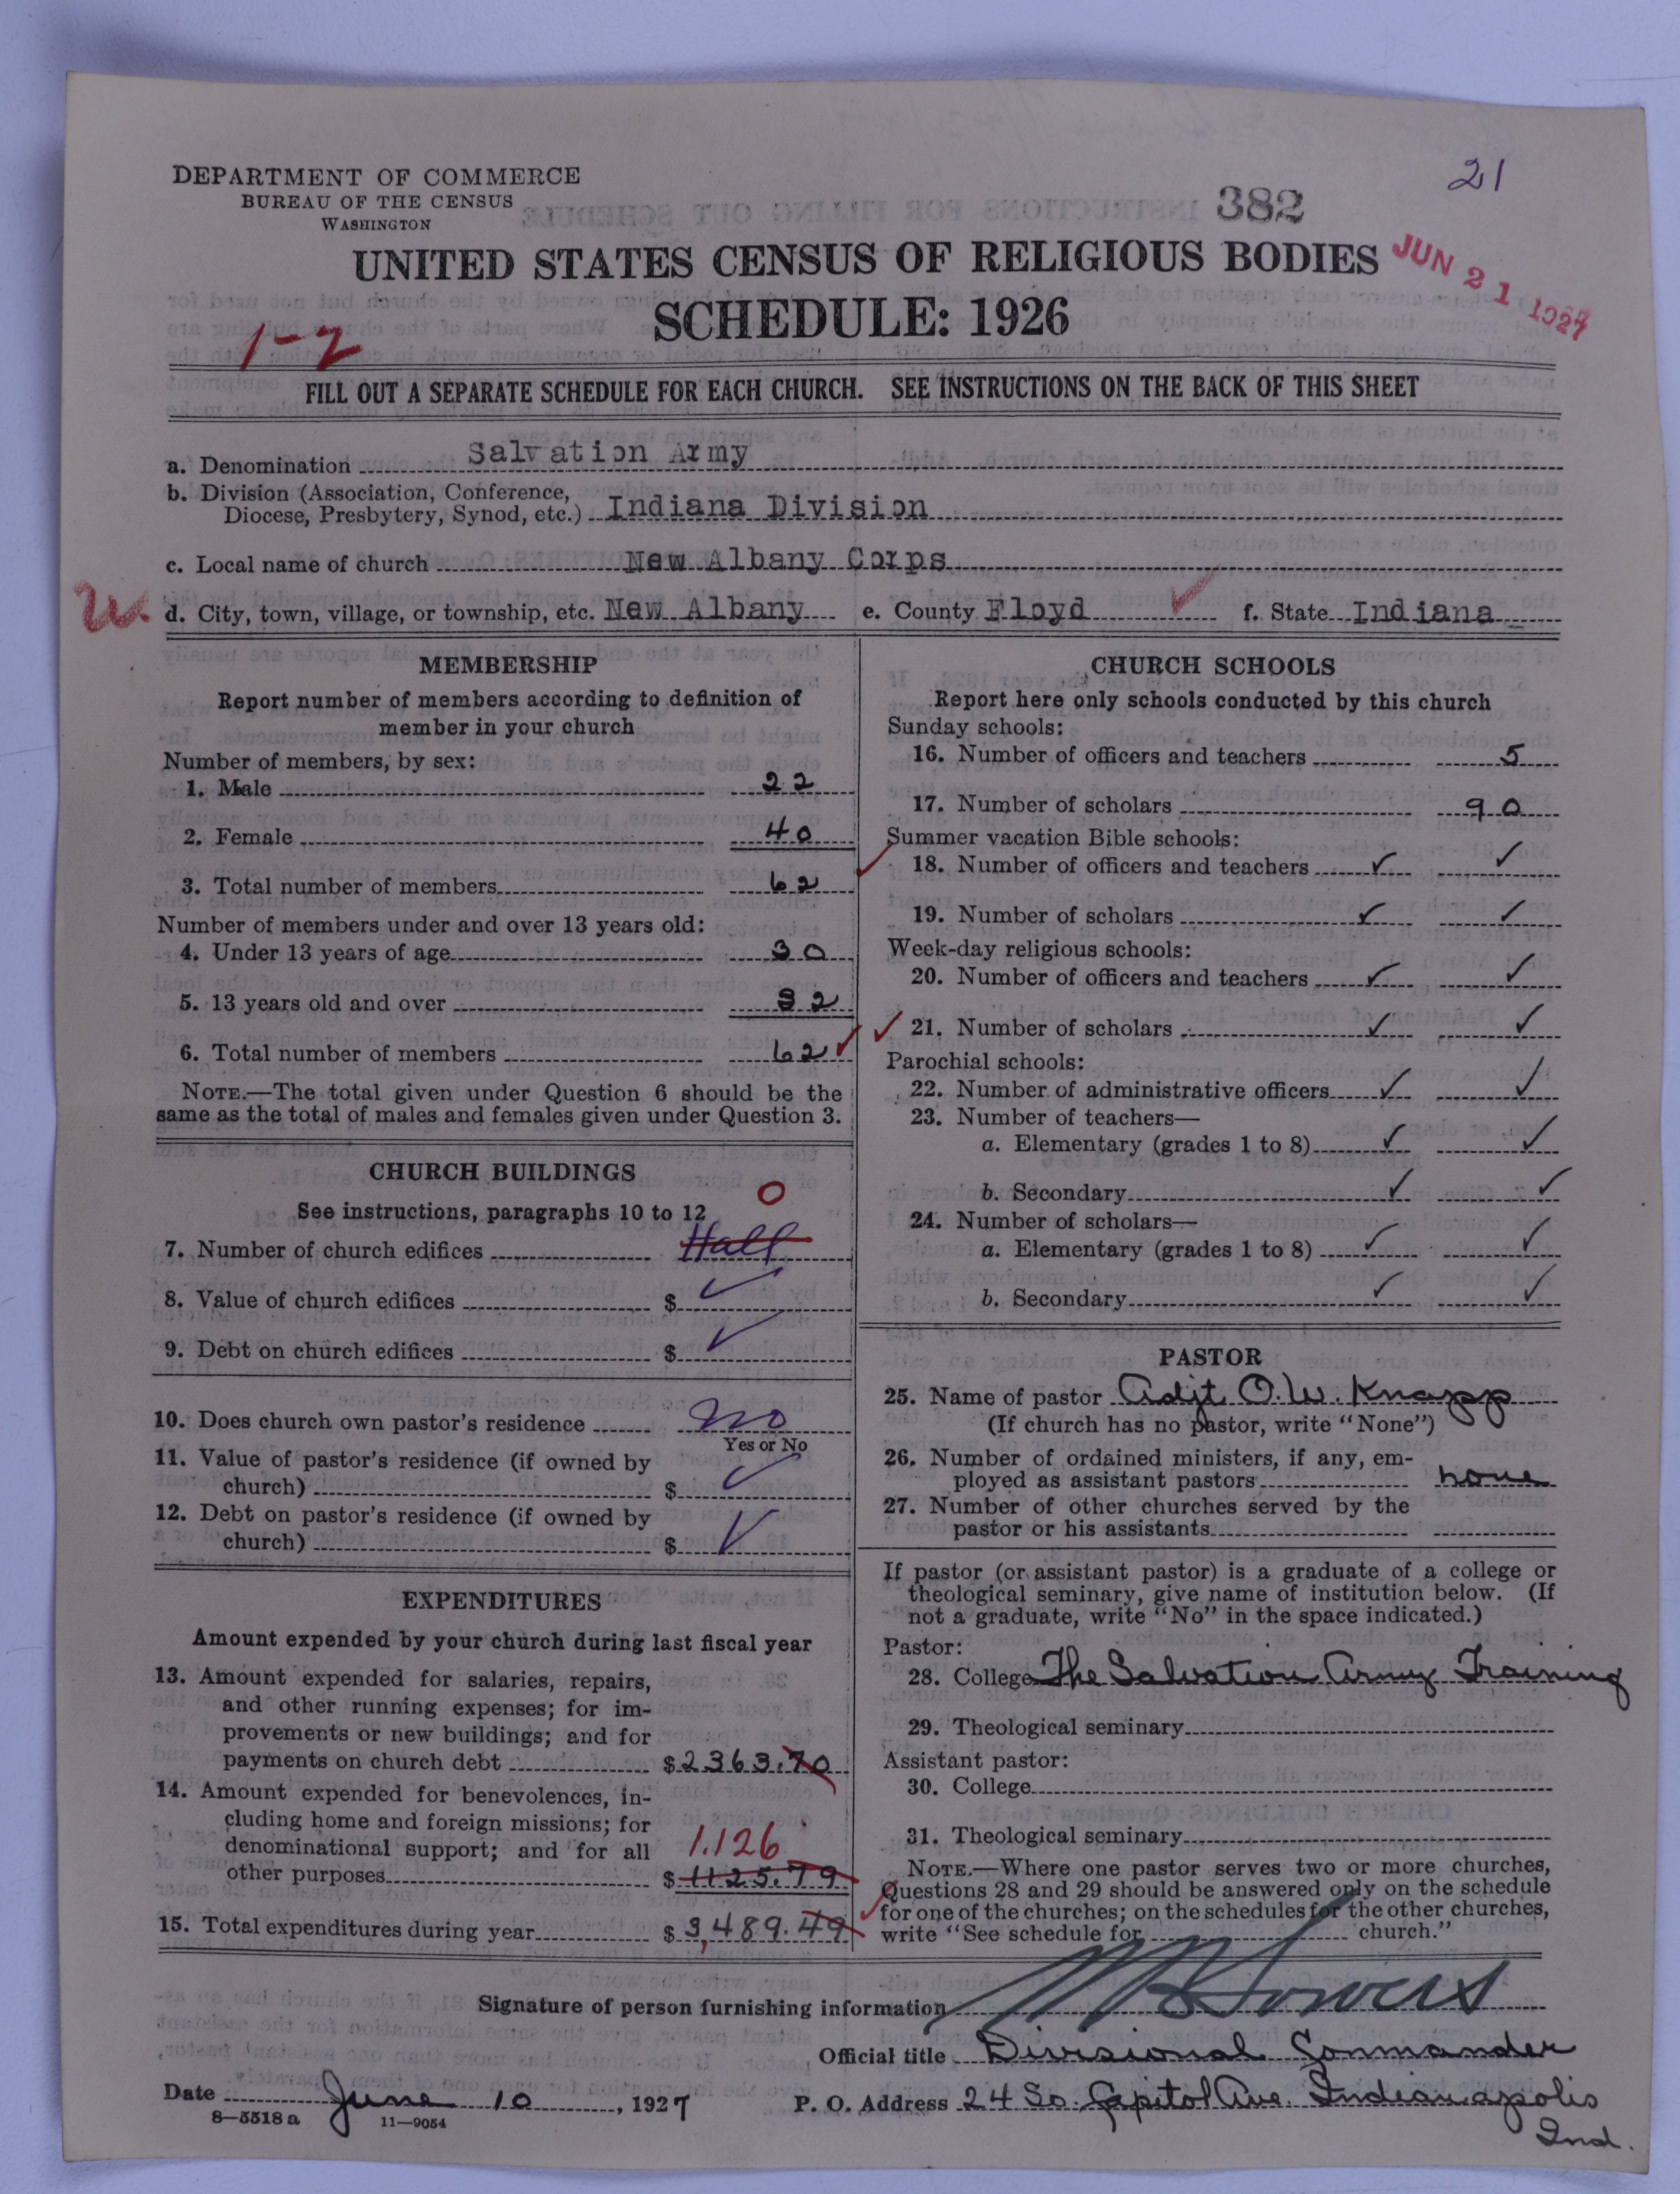 21
DEPARTMENT OF COMMERCE
BUREAU OF THE CENSUS
WASHINGTON
382
UNITED STATES CENSUS OF RELIGIOUS BODIES
JUN 21 1927
SCHEDULE: 1926
1-2
FILL OUT A SEPARATE SCHEDULE FOR EACH CHURCH. SEE INSTRUCTIONS ON THE BACK OF THIS SHEET
a. Denomination Salvation Army
b. Division (Association, Conference,
Diocese, Presbytery, Synod, etc.) Indiana Division
c. Local name of church New Albany Corps
d. City, town, village, or township, etc. New Albany e. County Floyd ✓ f. State Indiana
MEMBERSHIP
Report number of members according to definition of
member in your church
Number of members, by sex:
1. Male 22
2. Female 40
3. Total number of members 62
Number of members under and over 13 years old:
4. Under 13 years of age 30
5. 13 years old and over 32
6. Total number of members 62 ✓
NOTE.—The total given under Question 6 should be the
same as the total of males and females given under Question 3.
CHURCH BUILDINGS
See instructions, paragraphs 10 to 12
0
7. Number of church edifices Hall
8. Value of church edifices $ ✓
9. Debt on church edifices $ ✓
10. Does church own pastor's residence no
Yes or No
11. Value of pastor's residence (if owned by
church) $ ✓
12. Debt on pastor's residence (if owned by
church) $ ✓
EXPENDITURES
Amount expended by your church during last fiscal year
13. Amount expended for salaries, repairs,
and other running expenses; for im-
provements or new buildings; and for
payments on church debt $2363.70
14. Amount expended for benevolences, in-
cluding home and foreign missions; for
denominational support; and for all 1.126
other purposes $1125.79
15. Total expenditures during year $3,489.49
CHURCH SCHOOLS
Report here only schools conducted by this church
Sunday schools:
16. Number of officers and teachers 5
17. Number of scholars 90
Summer vacation Bible schools:
✓ 18. Number of officers and teachers ✓ ✓
19. Number of scholars ✓ ✓
Week-day religious schools:
20. Number of officers and teachers ✓ ✓
✓ 21. Number of scholars ✓ ✓
Parochial schools:
22. Number of administrative officers ✓ ✓
23. Number of teachers—
a. Elementary (grades 1 to 8) ✓ ✓
b. Secondary ✓ ✓
24. Number of scholars—
a. Elementary (grades 1 to 8) ✓ ✓
b. Secondary ✓ ✓
PASTOR
25. Name of pastor Adjt. O. W. Knapp
(If church has no pastor, write "None")
26. Number of ordained ministers, if any, em-
ployed as assistant pastors none
27. Number of other churches served by the
pastor or his assistants
If pastor (or assistant pastor) is a graduate of a college or
theological seminary, give name of institution below. (If
not a graduate, write "No" in the space indicated.)
Pastor:
28. College The Salvation Army Training
29. Theological seminary
Assistant pastor:
30. College
31. Theological seminary
NOTE.—Where one pastor serves two or more churches,
Questions 28 and 29 should be answered only on the schedule
for one of the churches; on the schedules for the other churches,
write "See schedule for church."
Signature of person furnishing information
Official title Divisional Commander
Date June 10, 1927 P. O. Address 24 So. Capitol Ave. Indianapolis
Ind.
8—5518 a 11—9054